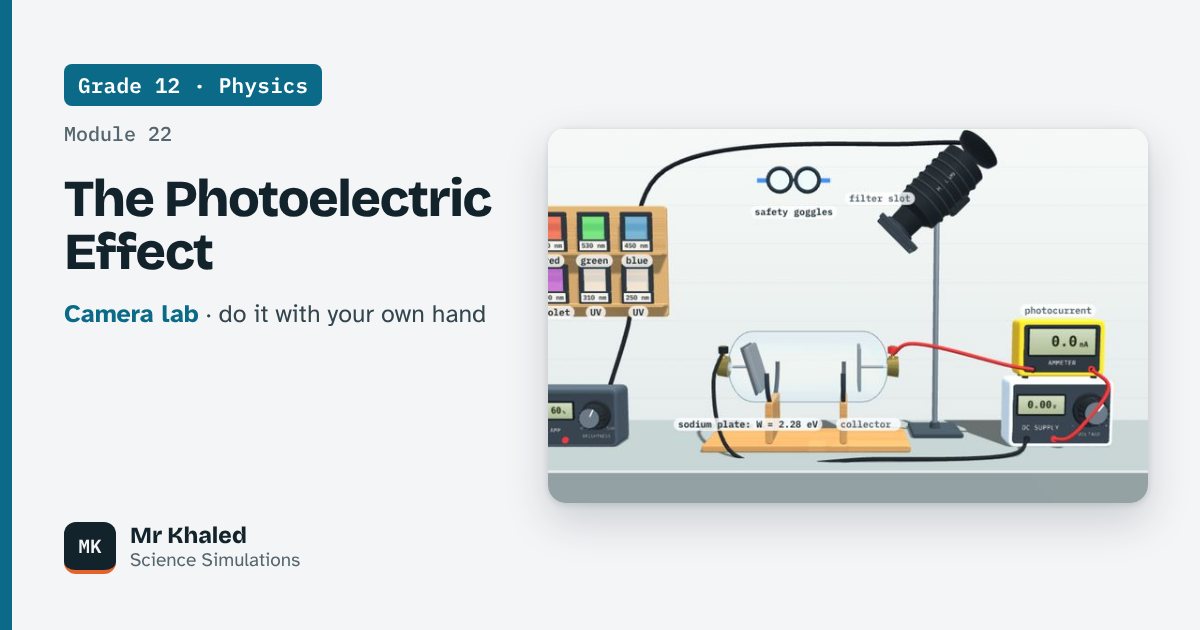 Grade 12 · Physics
Module 22
The Photoelectric
Effect
Camera lab · do it with your own hand
MK
Mr Khaled
Science Simulations
filter slot
safety goggles
530 nm
450 nm
green
blue
310 nm
250 nm
UV
UV
photocurrent
0.0 mA
AMMETER
60%
0.00 V
DC SUPPLY
VOLTAGE
BRIGHTNESS
sodium plate: W = 2.28 eV
collector